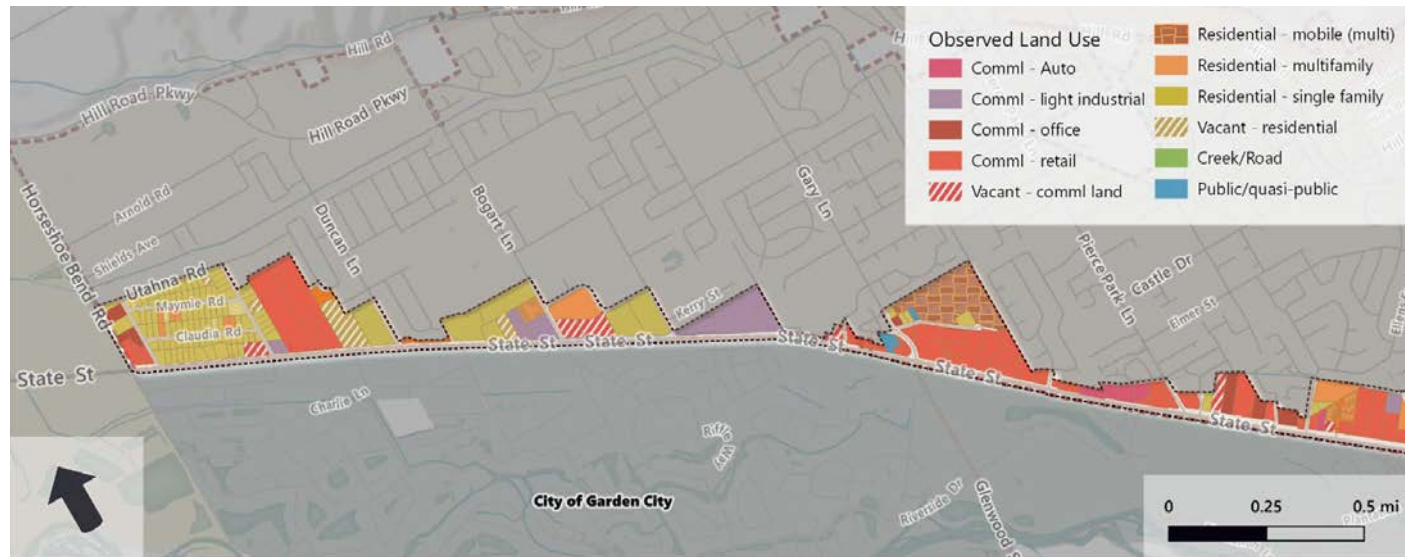 Hill Rd
Hill Road Pkwy
Hill Road Pkwy
Horseshoe Bend Rd
Arnold Rd
Shields Ave
Utahna Rd
Maymie Rd
Claudia Rd
Duncan Ln
Bogart Ln
Kerry St
Gary Ln
Pierce Park Ln
Castle Dr
Elmer St
State St
State St
State St
State St
State St
State St
Charlie Ln
Riffle Way
Riverside Dr
Glenwood S
City of Garden City
Observed Land Use
Comml - Auto
Comml - light industrial
Comml - office
Comml - retail
Vacant - comml land
Residential - mobile (multi)
Residential - multifamily
Residential - single family
Vacant - residential
Creek/Road
Public/quasi-public
0 0.25 0.5 mi